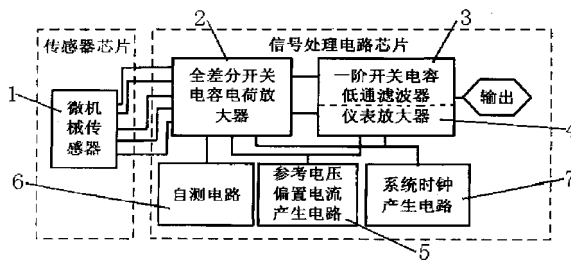 传感器芯片
信号处理电路芯片
1
2
3
微机
械传
感器
全差分开关
电容电荷放
大器
一阶开关电容
低通滤波器
仪表放大器
输出
4
6
自测电路
参考电压
偏置电流
产生电路
5
系统时钟
产生电路
7